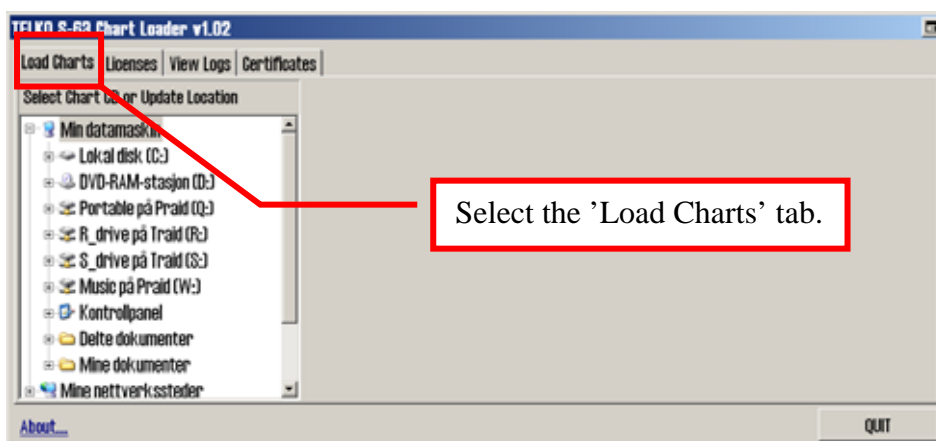 TELKO S-63 Chart Loader v1.02
Load Charts Licenses View Logs Certificates
Select Chart CD or Update Location
Min datamaskin
Lokal disk (C:)
DVD-RAM-stasjon (D:)
Portable på Praid (Q:)
R_drive på Traid (R:)
S_drive på Traid (S:)
Music på Praid (W:)
Kontrollpanel
Delte dokumenter
Mine dokumenter
Mine nettverkssteder
Select the ’Load Charts’ tab.
About...
QUIT